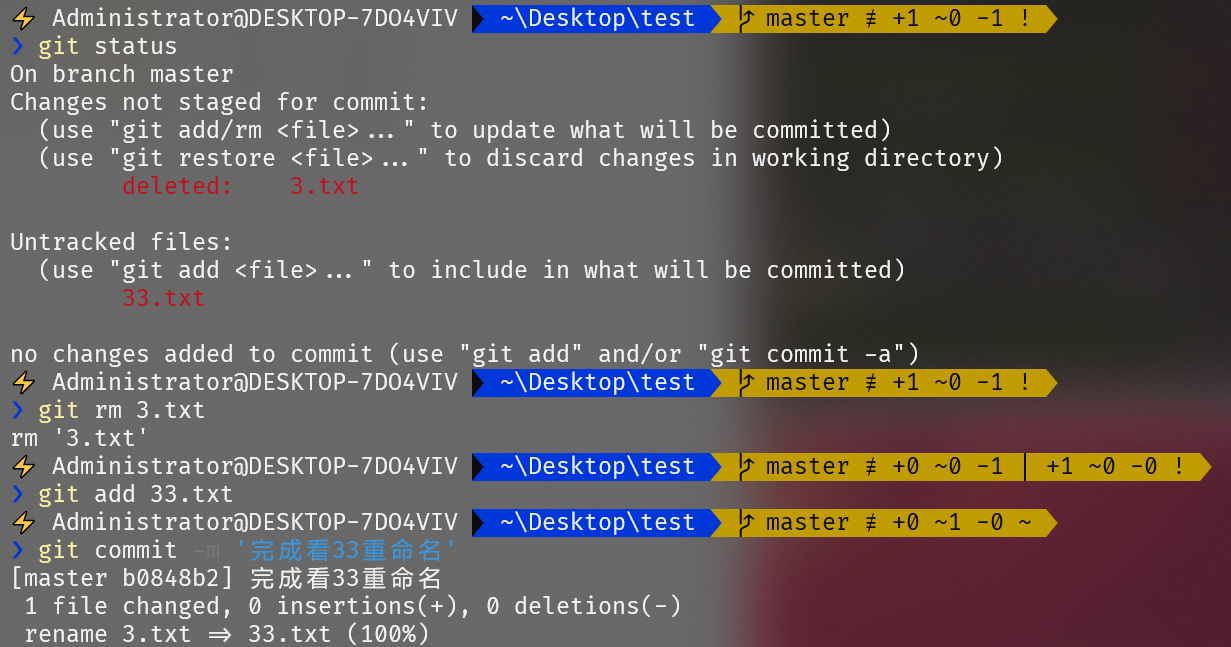 ⚡ Administrator@DESKTOP-7DO4VIV ~\Desktop\test master ≢ +1 ~0 -1 !
❯ git status
On branch master
Changes not staged for commit:
  (use "git add/rm <file>..." to update what will be committed)
  (use "git restore <file>..." to discard changes in working directory)
        deleted:    3.txt
Untracked files:
  (use "git add <file>..." to include in what will be committed)
        33.txt
no changes added to commit (use "git add" and/or "git commit -a")
⚡ Administrator@DESKTOP-7DO4VIV ~\Desktop\test master ≢ +1 ~0 -1 !
❯ git rm 3.txt
rm '3.txt'
⚡ Administrator@DESKTOP-7DO4VIV ~\Desktop\test master ≢ +0 ~0 -1 | +1 ~0 -0 !
❯ git add 33.txt
⚡ Administrator@DESKTOP-7DO4VIV ~\Desktop\test master ≢ +0 ~1 -0 ~
❯ git commit -m '完成看33重命名'
[master b0848b2] 完成看33重命名
 1 file changed, 0 insertions(+), 0 deletions(-)
 rename 3.txt => 33.txt (100%)